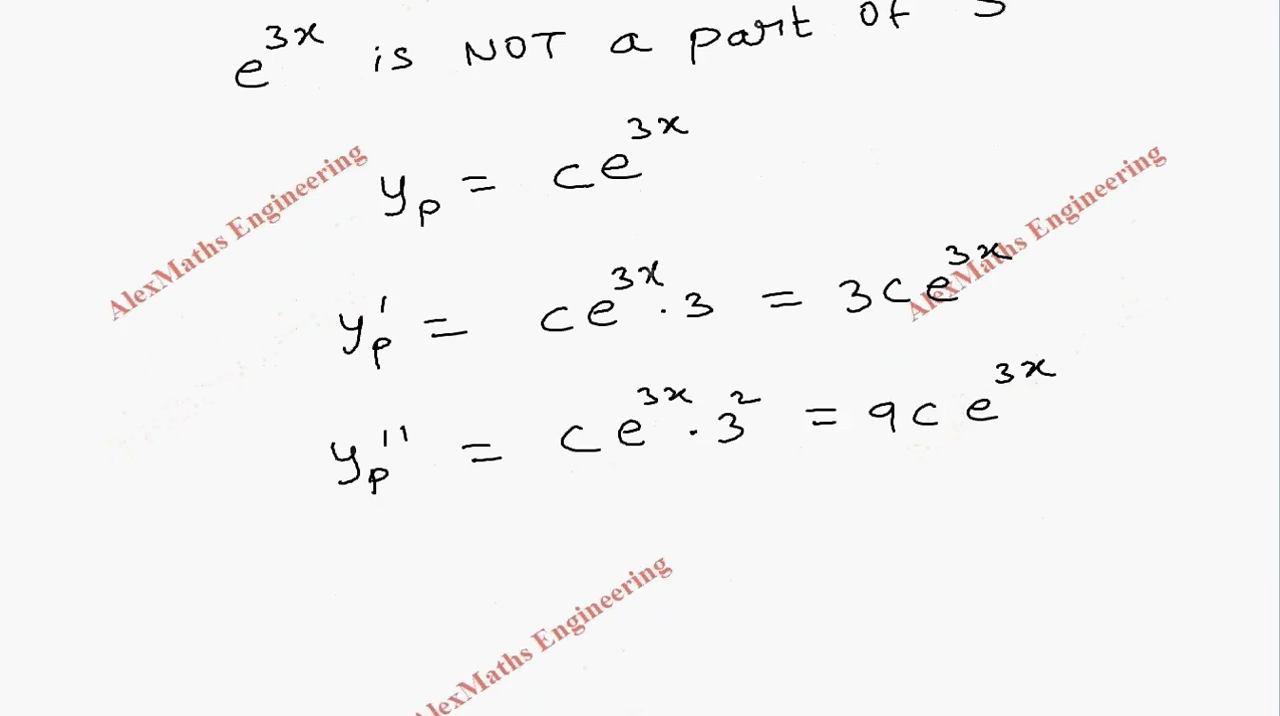 e^{3x} is NOT a part of
y_p = ce^{3x}
y_p' = ce^{3x} · 3 = 3ce^{3x}
y_p'' = ce^{3x} · 3^2 = 9ce^{3x}
AlexMaths Engineering
AlexMaths Engineering
AlexMaths Engineering